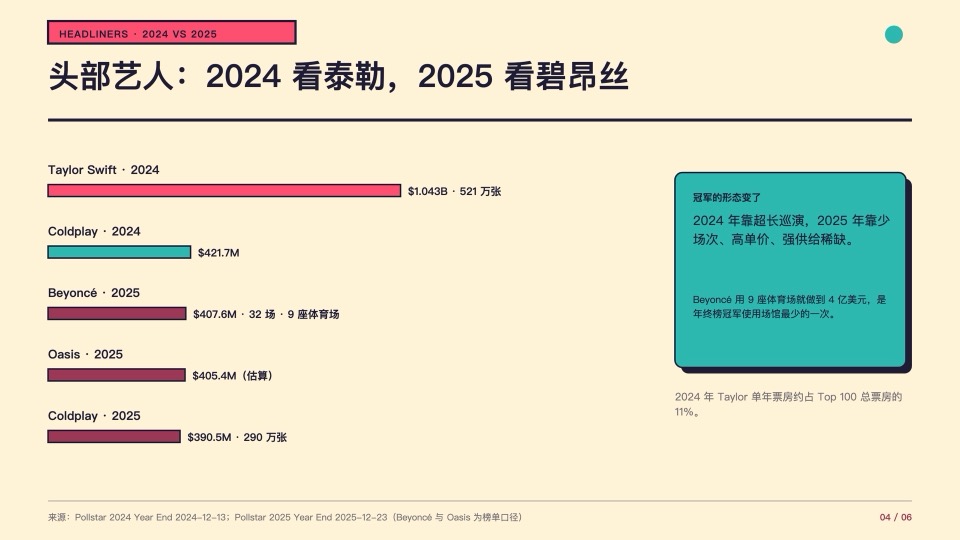 HEADLINERS · 2024 VS 2025
头部艺人：2024 看泰勒，2025 看碧昂丝
Taylor Swift · 2024
$1.043B · 521 万张
Coldplay · 2024
$421.7M
Beyoncé · 2025
$407.6M · 32 场 · 9 座体育场
Oasis · 2025
$405.4M（估算）
Coldplay · 2025
$390.5M · 290 万张
冠军的形态变了
2024 年靠超长巡演，2025 年靠少
场次、高单价、强供给稀缺。
Beyoncé 用 9 座体育场就做到 4 亿美元，是
年终榜冠军使用场馆最少的一次。
2024 年 Taylor 单年票房约占 Top 100 总票房的
11%。
来源：Pollstar 2024 Year End 2024-12-13；Pollstar 2025 Year End 2025-12-23（Beyoncé 与 Oasis 为榜单口径）
04 / 06